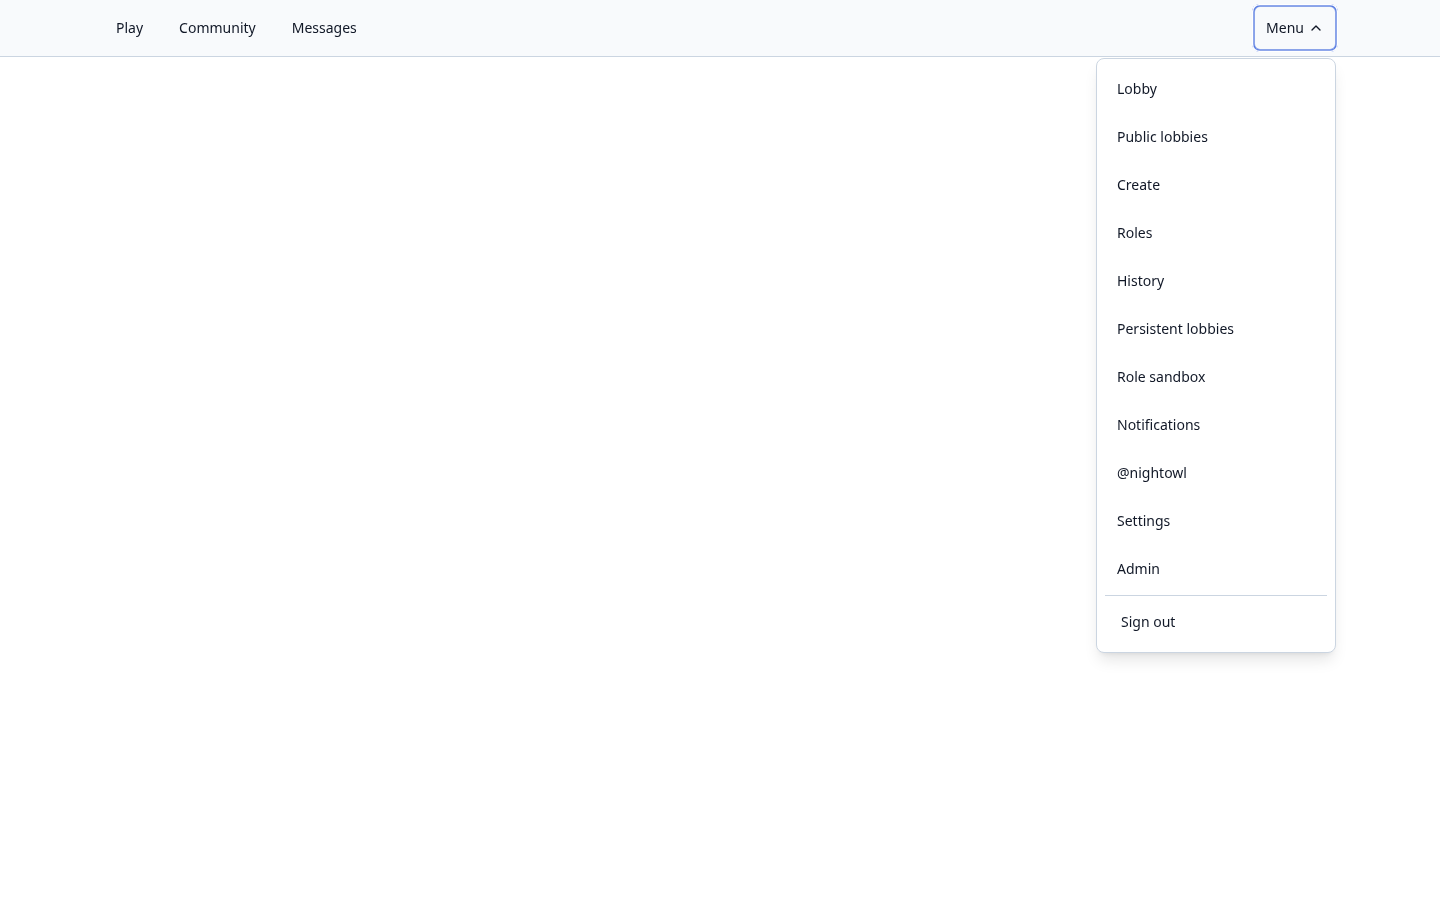 Play Community Messages Menu
Lobby
Public lobbies
Create
Roles
History
Persistent lobbies
Role sandbox
Notifications
@nightowl
Settings
Admin
Sign out